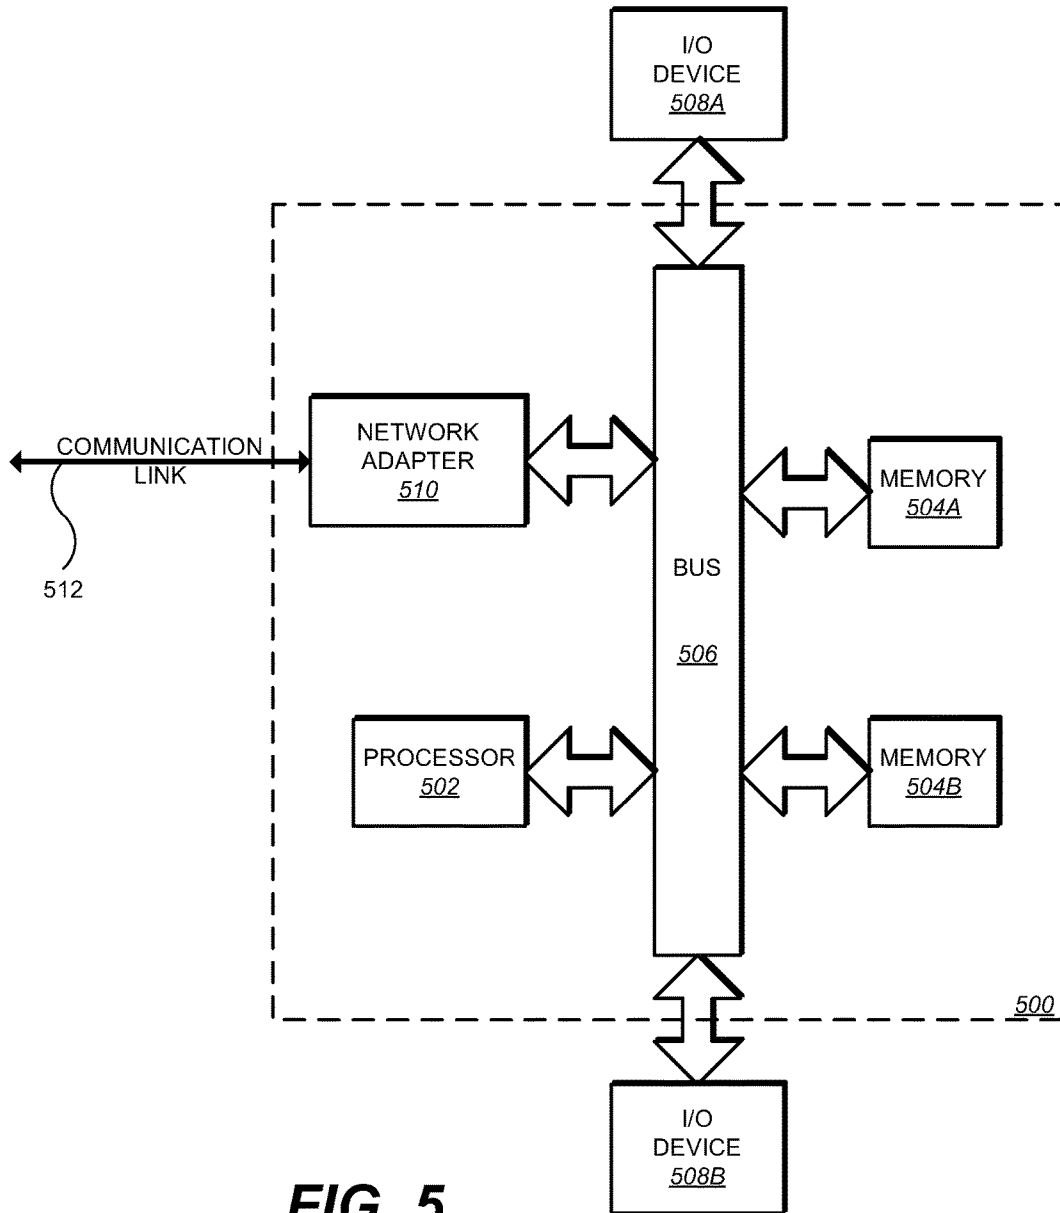 I/O
DEVICE
508A
COMMUNICATION
LINK
512
NETWORK
ADAPTER
510
MEMORY
504A
BUS
506
PROCESSOR
502
MEMORY
504B
500
I/O
DEVICE
508B
FIG. 5